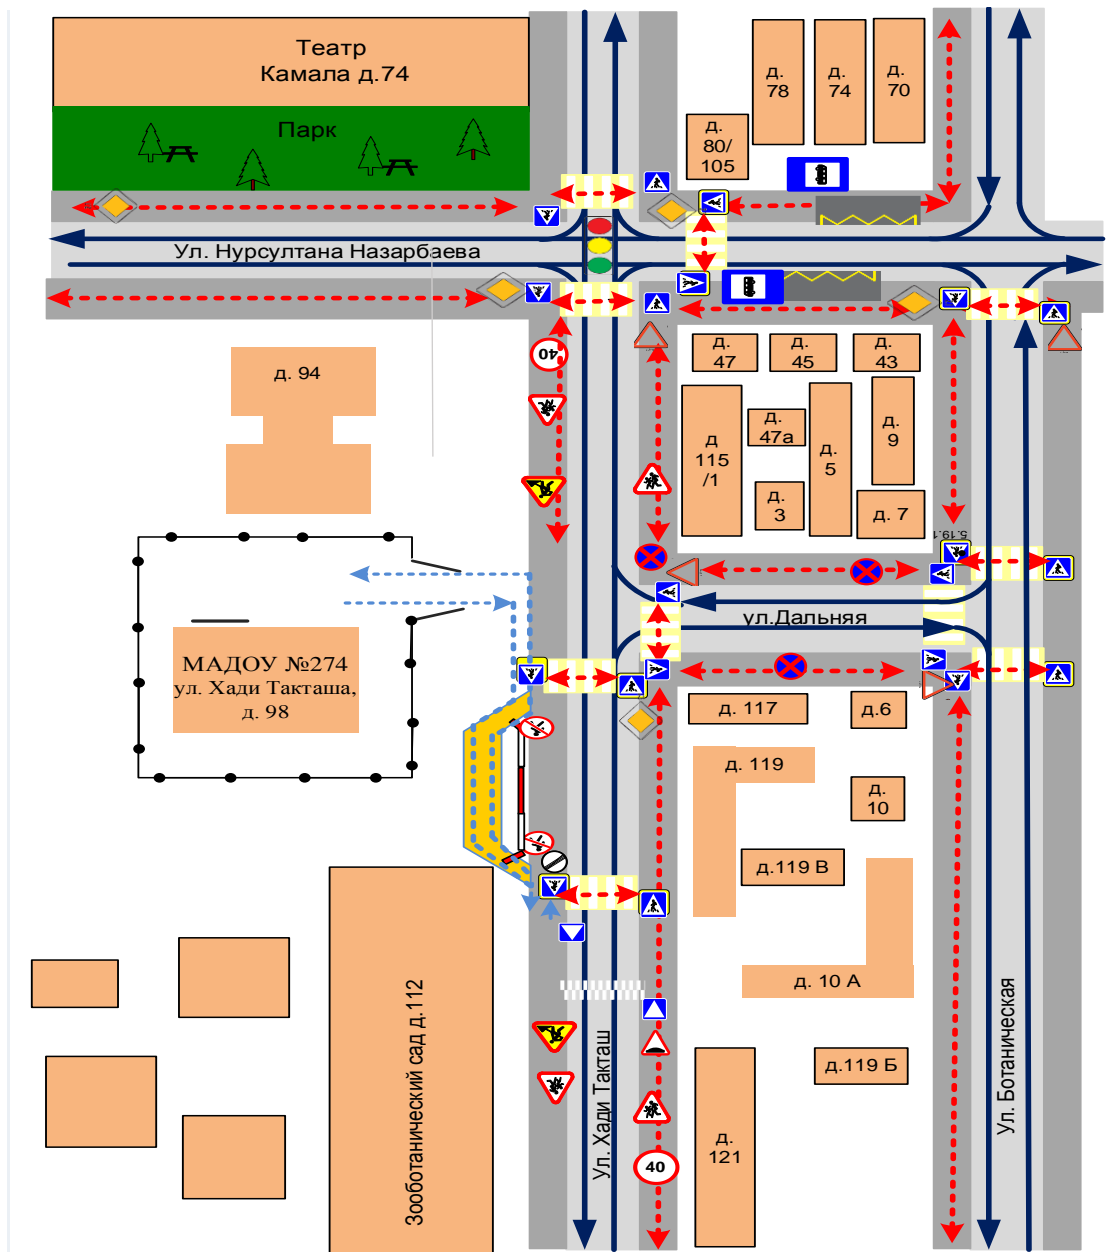 Театр
Камала д.74
Парк
д.
78
д.
74
д.
70
д.
80/
105
Ул. Нурсултана Назарбаева
40
д. 94
д.
47
д.
45
д.
43
д
115
/1
д.
47а
д.
5
д.
9
д.
3
д. 7
5.19.1
ул.Дальняя
МАДОУ №274
ул. Хади Такташа,
д. 98
д. 117
д.6
д. 119
д.
10
д.119 В
д. 10 А
Зооботанический сад д.112
Ул. Хади Такташ
Ул. Ботаническая
д.119 Б
д.
121
40